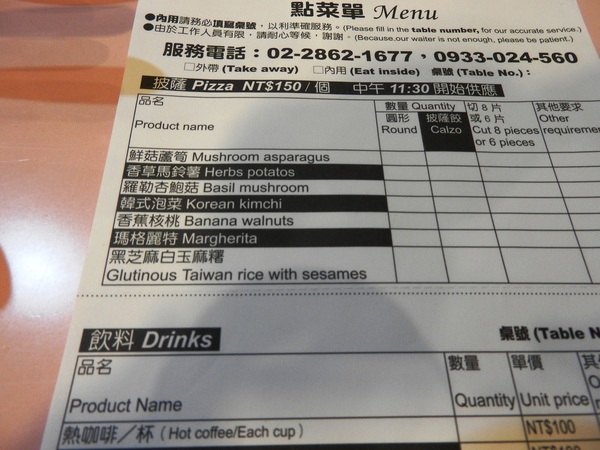 點菜單 Menu
●內用請務必填寫桌號，以利準確服務。(Please fill in the table number, for our accurate service.)
●由於工作人員有限，請耐心等候，謝謝。(Because,our waiter is not enough, please be patient.)
服務電話：02-2862-1677，0933-024-560
□外帶 (Take away) □內用 (Eat inside) 桌號 (Table No.)：
披薩 Pizza NT$150/個 中午 11:30 開始供應
品名 數量 Quantity 切 8 片 其他要求
Product name 圓形 披薩餃 或 6 片 Other
Round Calzo Cut 8 pieces requiremen
or 6 pieces
鮮菇蘆筍 Mushroom asparagus
香草馬鈴薯 Herbs potatos
羅勒杏鮑菇 Basil mushroom
韓式泡菜 Korean kimchi
香蕉核桃 Banana walnuts
瑪格麗特 Margherita
黑芝麻白玉麻糬
Glutinous Taiwan rice with sesames
飲料 Drinks 桌號 (Table N
品名 數量 單價 其
Product Name Quantity Unit price
熱咖啡／杯 (Hot coffee/Each cup) NT$100